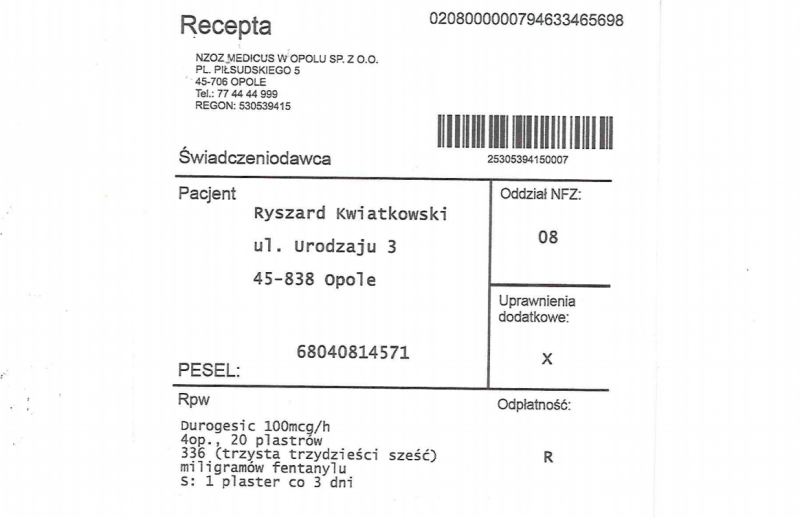 Recepta
02080000000794633465698
NZOZ MEDICUS W OPOLU SP. Z O.O.
PL. PIŁSUDSKIEGO 5
45-706 OPOLE
Tel.: 77 44 44 999
REGON: 530539415
25305394150007
Świadczeniodawca
Pacjent
Ryszard Kwiatkowski
ul. Urodzaju 3
45-838 Opole
PESEL:
68040814571
Oddział NFZ:
08
Uprawnienia
dodatkowe:
X
Rpw
Durogesic 100mcg/h
4op., 20 plastrów
336 (trzysta trzydzieści sześć)
miligramów fentanylu
S: 1 plaster co 3 dni
Odpłatność:
R